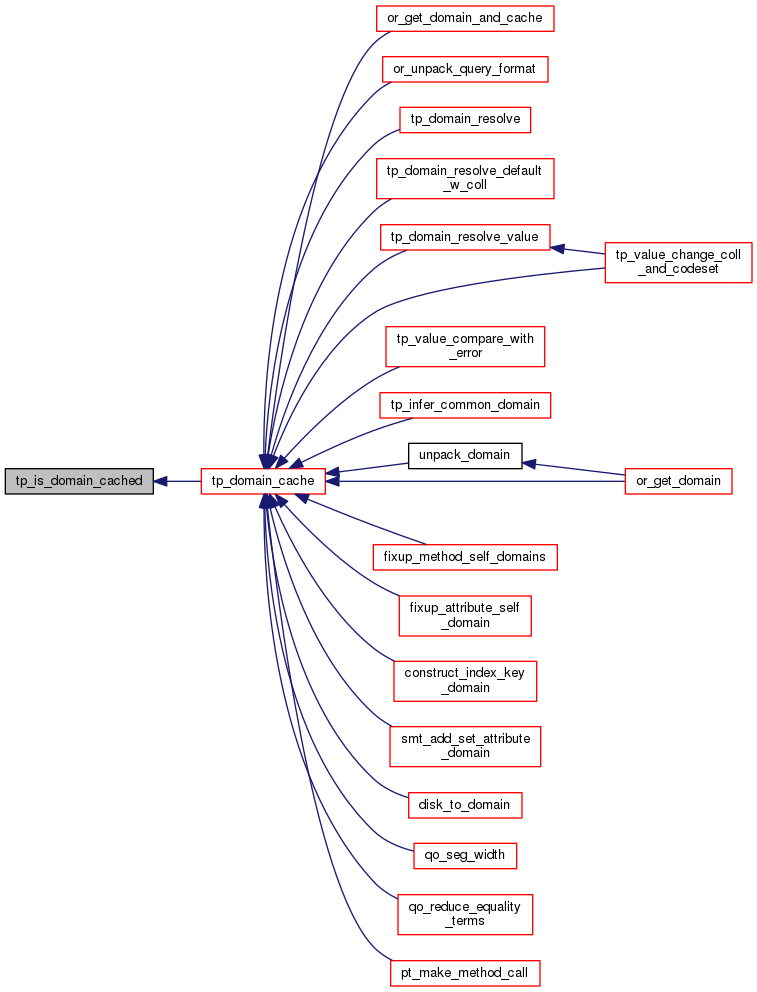 or_get_domain_and_cache
or_unpack_query_format
tp_domain_resolve
tp_domain_resolve_default
_w_coll
tp_domain_resolve_value
tp_value_change_coll
_and_codeset
tp_value_compare_with
_error
tp_infer_common_domain
unpack_domain
tp_is_domain_cached
tp_domain_cache
or_get_domain
fixup_method_self_domains
fixup_attribute_self
_domain
construct_index_key
_domain
smt_add_set_attribute
_domain
disk_to_domain
qo_seg_width
qo_reduce_equality
_terms
pt_make_method_call